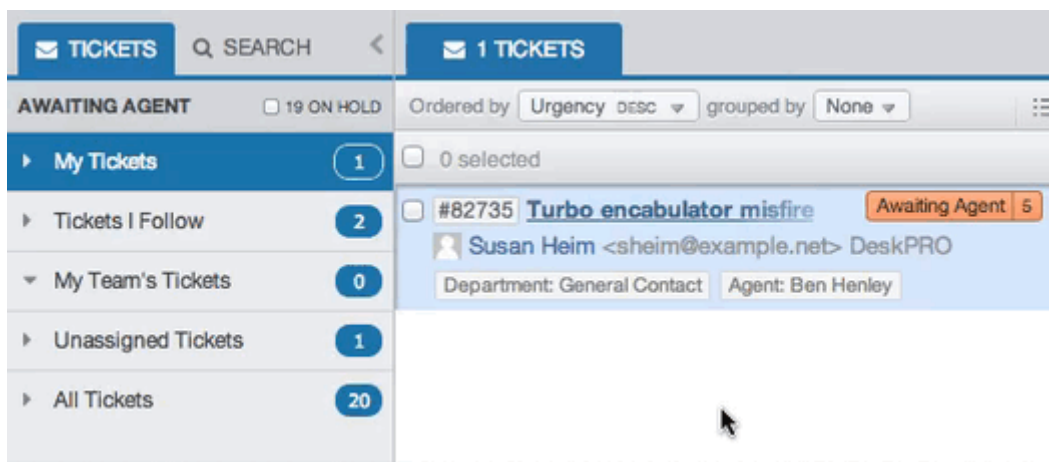 TICKETS
SEARCH
AWAITING AGENT
19 ON HOLD
My Tickets 1
Tickets I Follow 2
My Team's Tickets 0
Unassigned Tickets 1
All Tickets 20
1 TICKETS
Ordered by Urgency DESC grouped by None
0 selected
#82735 Turbo encabulator misfire Awaiting Agent 5
Susan Heim <sheim@example.net> DeskPRO
Department: General Contact Agent: Ben Henley